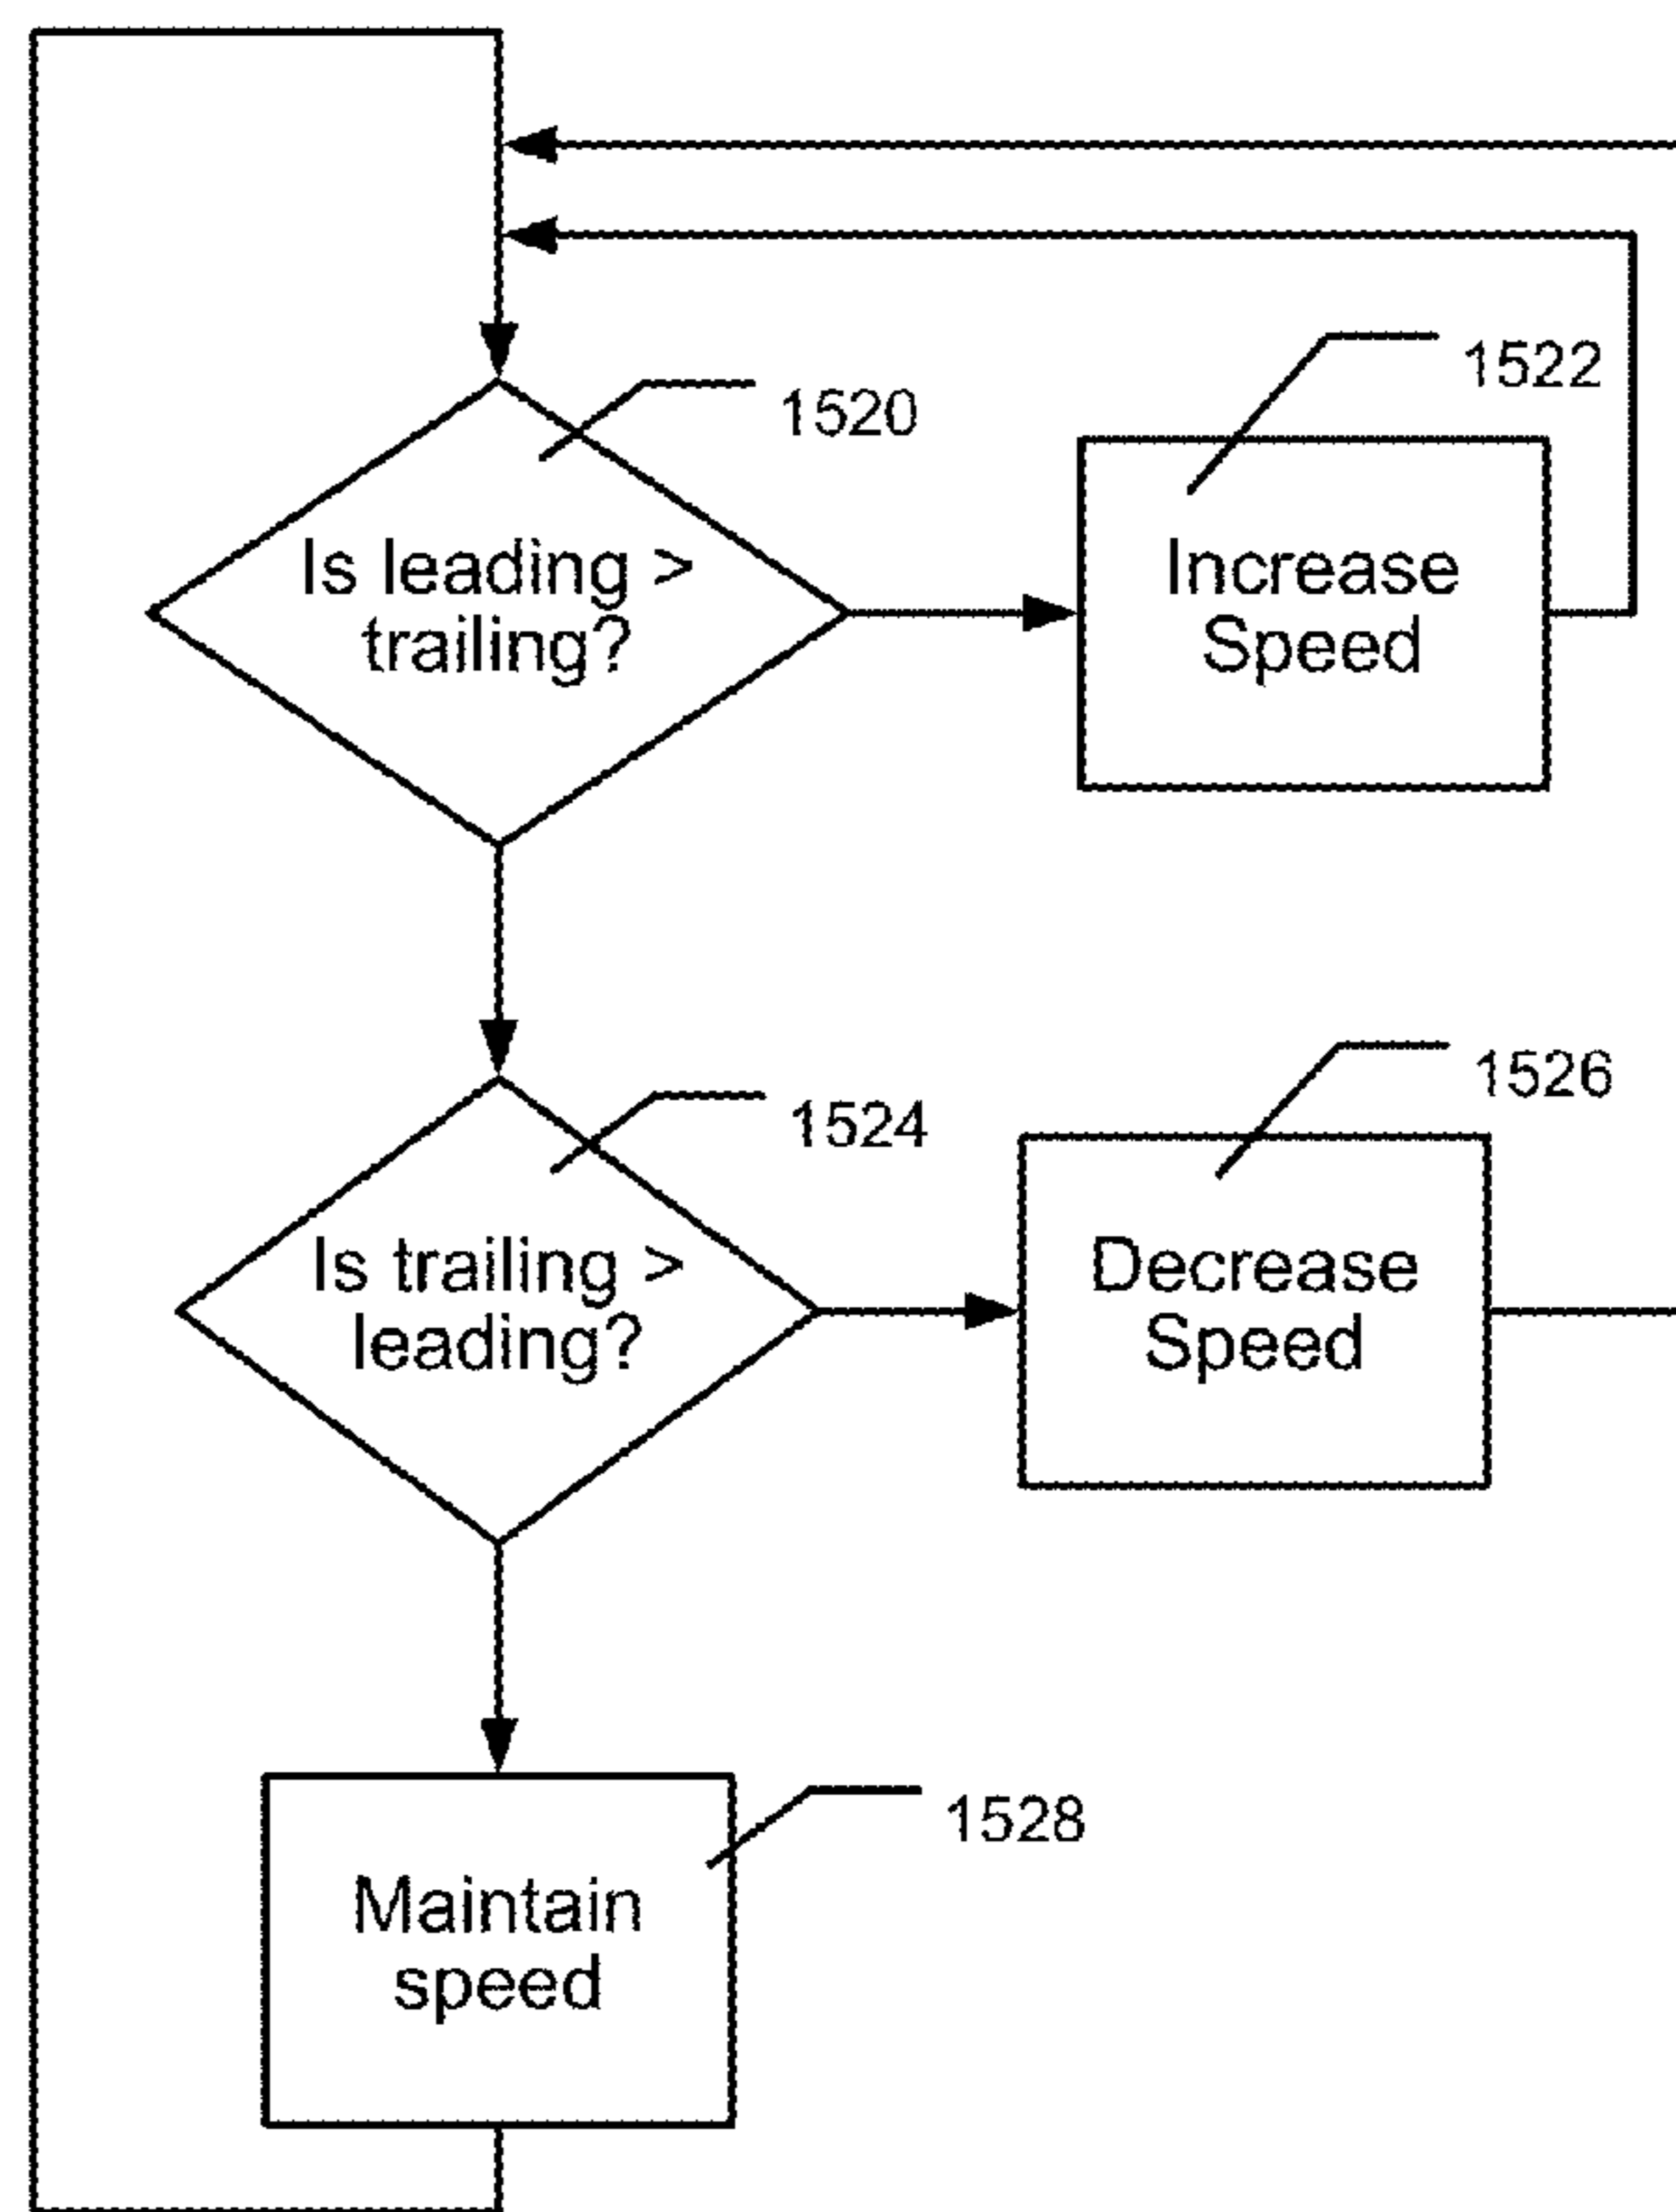 1520
Is leading >
trailing?
1522
Increase
Speed
1524
Is trailing >
leading?
1526
Decrease
Speed
1528
Maintain
speed